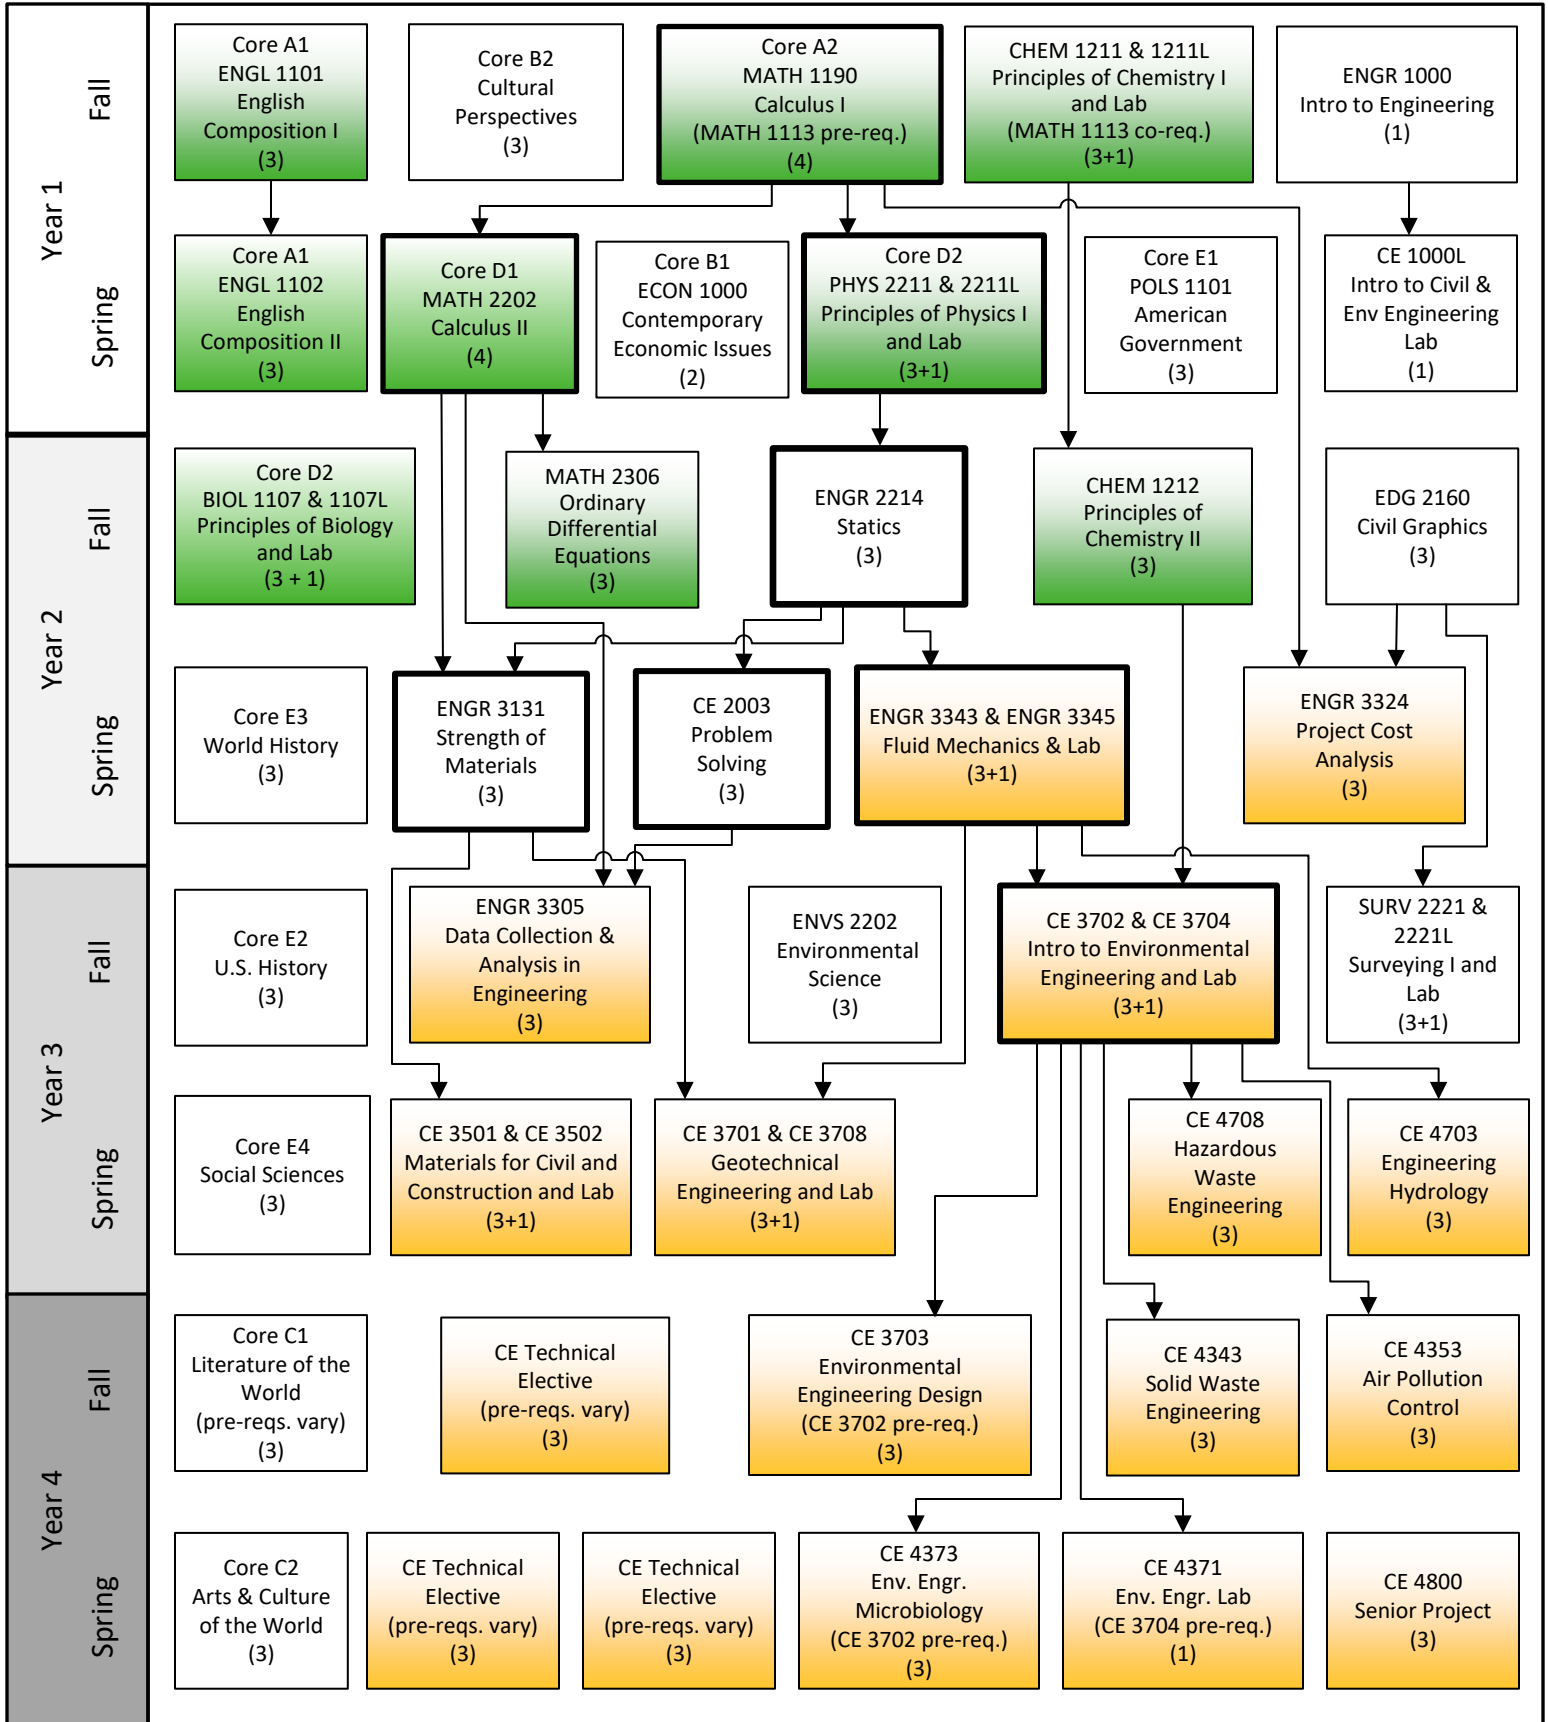 Year 1
Fall
Core A1
ENGL 1101
English
Composition I
(3)
Core B2
Cultural
Perspectives
(3)
Core A2
MATH 1190
Calculus I
(MATH 1113 pre-req.)
(4)
CHEM 1211 & 1211L
Principles of Chemistry I
and Lab
(MATH 1113 co-req.)
(3+1)
ENGR 1000
Intro to Engineering
(1)
Spring
Core A1
ENGL 1102
English
Composition II
(3)
Core D1
MATH 2202
Calculus II
(4)
Core B1
ECON 1000
Contemporary
Economic Issues
(2)
Core D2
PHYS 2211 & 2211L
Principles of Physics I
and Lab
(3+1)
Core E1
POLS 1101
American
Government
(3)
CE 1000L
Intro to Civil &
Env Engineering
Lab
(1)
Year 2
Fall
Core D2
BIOL 1107 & 1107L
Principles of Biology
and Lab
(3 + 1)
MATH 2306
Ordinary
Differential
Equations
(3)
ENGR 2214
Statics
(3)
CHEM 1212
Principles of
Chemistry II
(3)
EDG 2160
Civil Graphics
(3)
Spring
Core E3
World History
(3)
ENGR 3131
Strength of
Materials
(3)
CE 2003
Problem
Solving
(3)
ENGR 3343 & ENGR 3345
Fluid Mechanics & Lab
(3+1)
ENGR 3324
Project Cost
Analysis
(3)
Year 3
Fall
Core E2
U.S. History
(3)
ENGR 3305
Data Collection &
Analysis in
Engineering
(3)
ENVS 2202
Environmental
Science
(3)
CE 3702 & CE 3704
Intro to Environmental
Engineering and Lab
(3+1)
SURV 2221 &
2221L
Surveying I and
Lab
(3+1)
Spring
Core E4
Social Sciences
(3)
CE 3501 & CE 3502
Materials for Civil and
Construction and Lab
(3+1)
CE 3701 & CE 3708
Geotechnical
Engineering and Lab
(3+1)
CE 4708
Hazardous
Waste
Engineering
(3)
CE 4703
Engineering
Hydrology
(3)
Year 4
Fall
Core C1
Literature of the
World
(pre-reqs. vary)
(3)
CE Technical
Elective
(pre-reqs. vary)
(3)
CE 3703
Environmental
Engineering Design
(CE 3702 pre-req.)
(3)
CE 4343
Solid Waste
Engineering
(3)
CE 4353
Air Pollution
Control
(3)
Spring
Core C2
Arts & Culture
of the World
(3)
CE Technical
Elective
(pre-reqs. vary)
(3)
CE Technical
Elective
(pre-reqs. vary)
(3)
CE 4373
Env. Engr.
Microbiology
(CE 3702 pre-req.)
(3)
CE 4371
Env. Engr. Lab
(CE 3704 pre-req.)
(1)
CE 4800
Senior Project
(3)